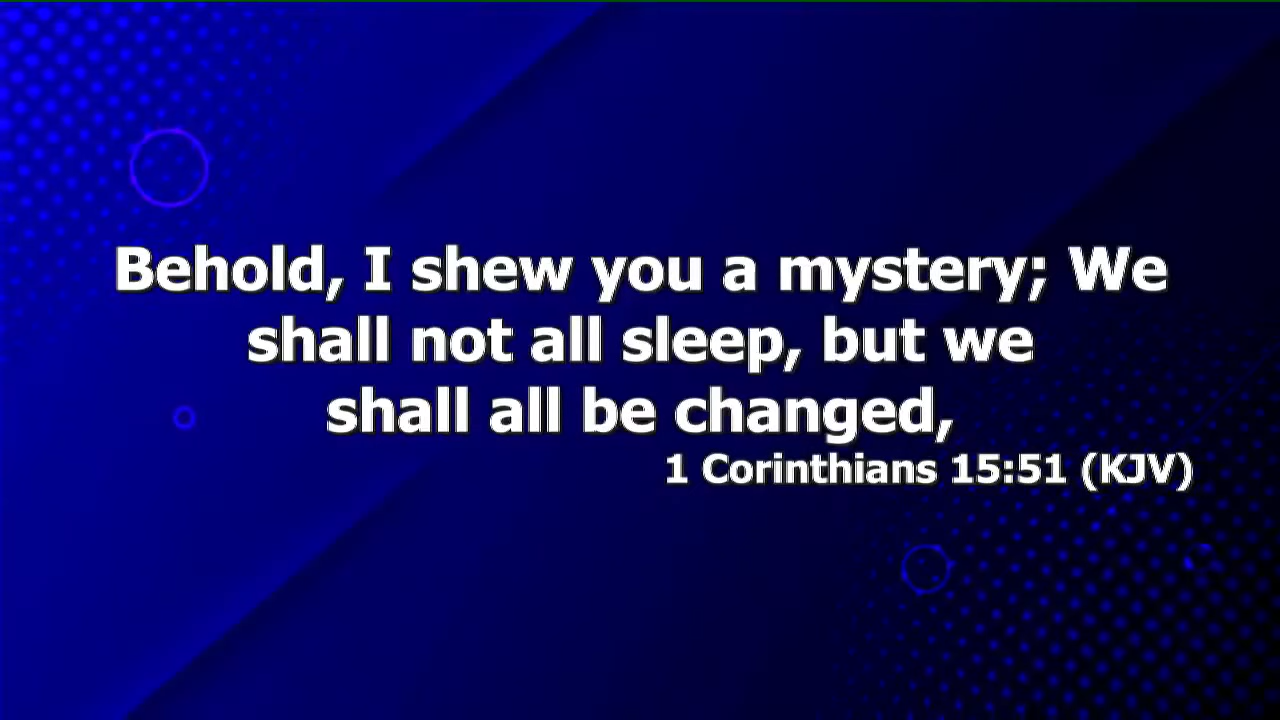 Behold, I shew you a mystery; We
shall not all sleep, but we
shall all be changed,
1 Corinthians 15:51 (KJV)